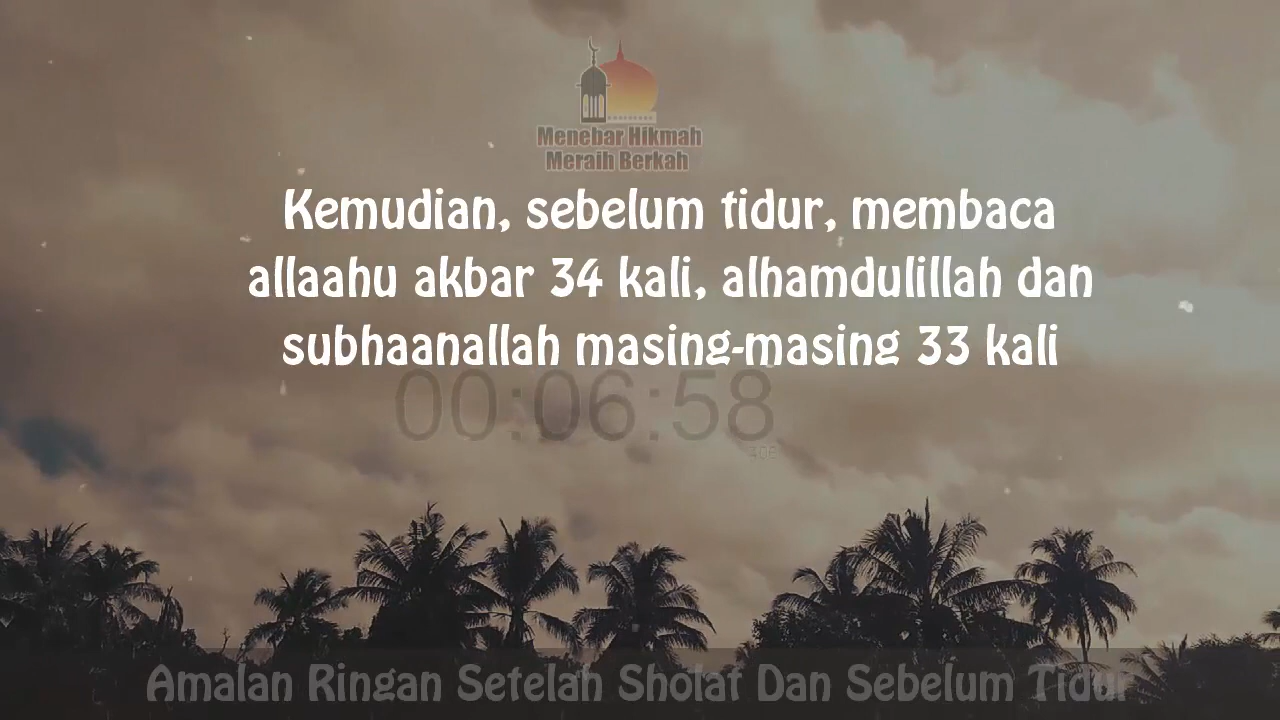 Menebar Hikmah
Meraih Berkah
Kemudian, sebelum tidur, membaca
allaahu akbar 34 kali, alhamdulillah dan
subhaanallah masing-masing 33 kali
00:06:58
Amalan Ringan Setelah Sholat Dan Sebelum Tidur